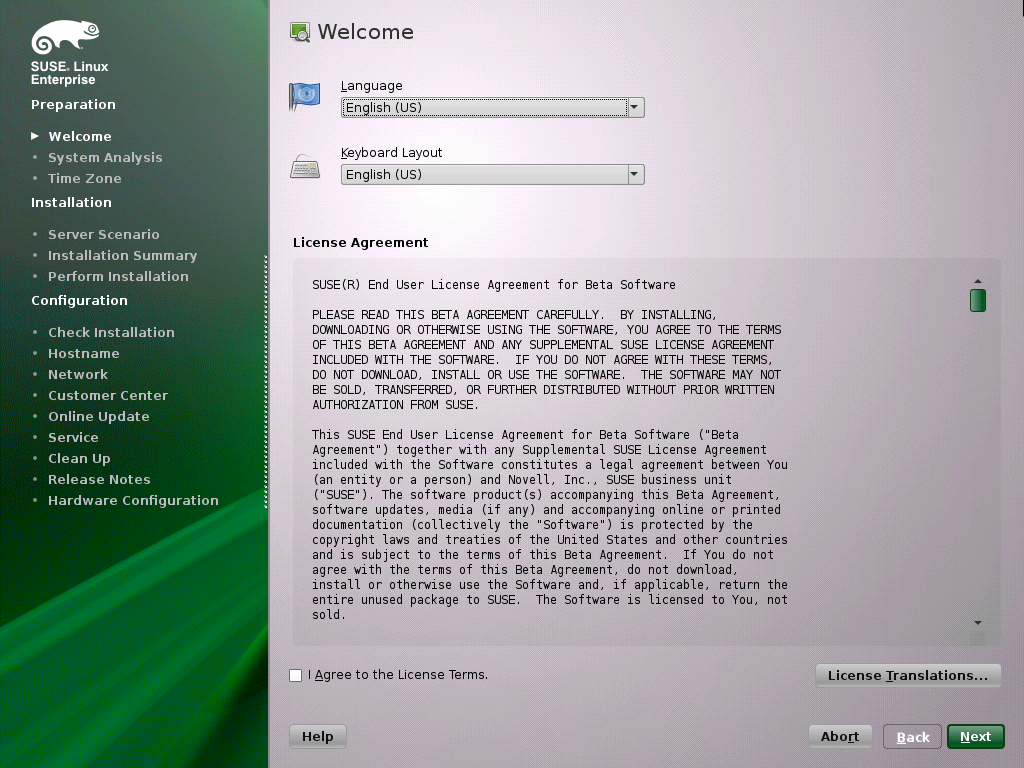 SUSE. Linux
Enterprise
Preparation
Welcome
System Analysis
Time Zone
Installation
Server Scenario
Installation Summary
Perform Installation
Configuration
Check Installation
Hostname
Network
Customer Center
Online Update
Service
Clean Up
Release Notes
Hardware Configuration
Welcome
Language
English (US)
Keyboard Layout
English (US)
License Agreement
SUSE(R) End User License Agreement for Beta Software
PLEASE READ THIS BETA AGREEMENT CAREFULLY.  BY INSTALLING,
DOWNLOADING OR OTHERWISE USING THE SOFTWARE, YOU AGREE TO THE TERMS
OF THIS BETA AGREEMENT AND ANY SUPPLEMENTAL SUSE LICENSE AGREEMENT
INCLUDED WITH THE SOFTWARE.  IF YOU DO NOT AGREE WITH THESE TERMS,
DO NOT DOWNLOAD, INSTALL OR USE THE SOFTWARE.  THE SOFTWARE MAY NOT
BE SOLD, TRANSFERRED, OR FURTHER DISTRIBUTED WITHOUT PRIOR WRITTEN
AUTHORIZATION FROM SUSE.
This SUSE End User License Agreement for Beta Software ("Beta
Agreement") together with any Supplemental SUSE License Agreement
included with the Software constitutes a legal agreement between You
(an entity or a person) and Novell, Inc., SUSE business unit
("SUSE"). The software product(s) accompanying this Beta Agreement,
software updates, media (if any) and accompanying online or printed
documentation (collectively the "Software") is protected by the
copyright laws and treaties of the United States and other countries
and is subject to the terms of this Beta Agreement.  If You do not
agree with the terms of this Beta Agreement, do not download,
install or otherwise use the Software and, if applicable, return the
entire unused package to SUSE.  The Software is licensed to You, not
sold.
I Agree to the License Terms.
License Translations...
Help
Abort
Back
Next